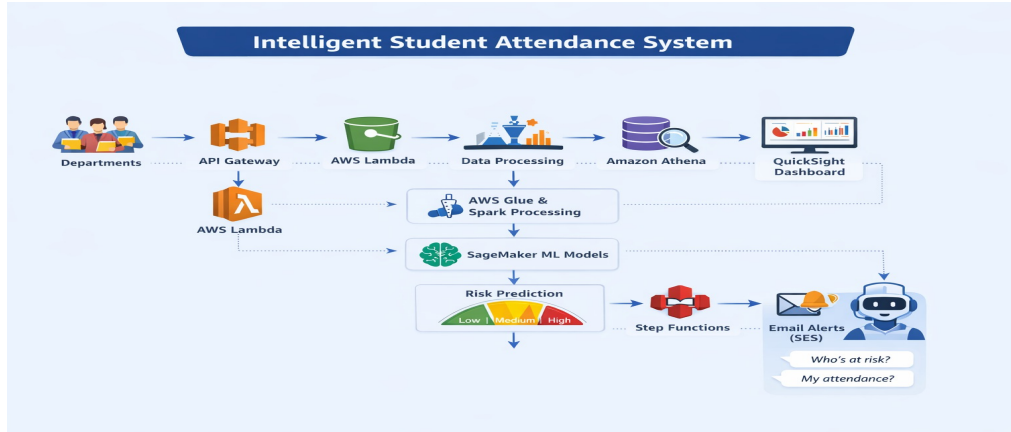 Intelligent Student Attendance System
Departments
API Gateway
AWS Lambda
Data Processing
Amazon Athena
QuickSight
Dashboard
AWS Lambda
AWS Glue &
Spark Processing
SageMaker ML Models
Risk Prediction
Low | Medium | High
Step Functions
Email Alerts
(SES)
Who's at risk?
My attendance?